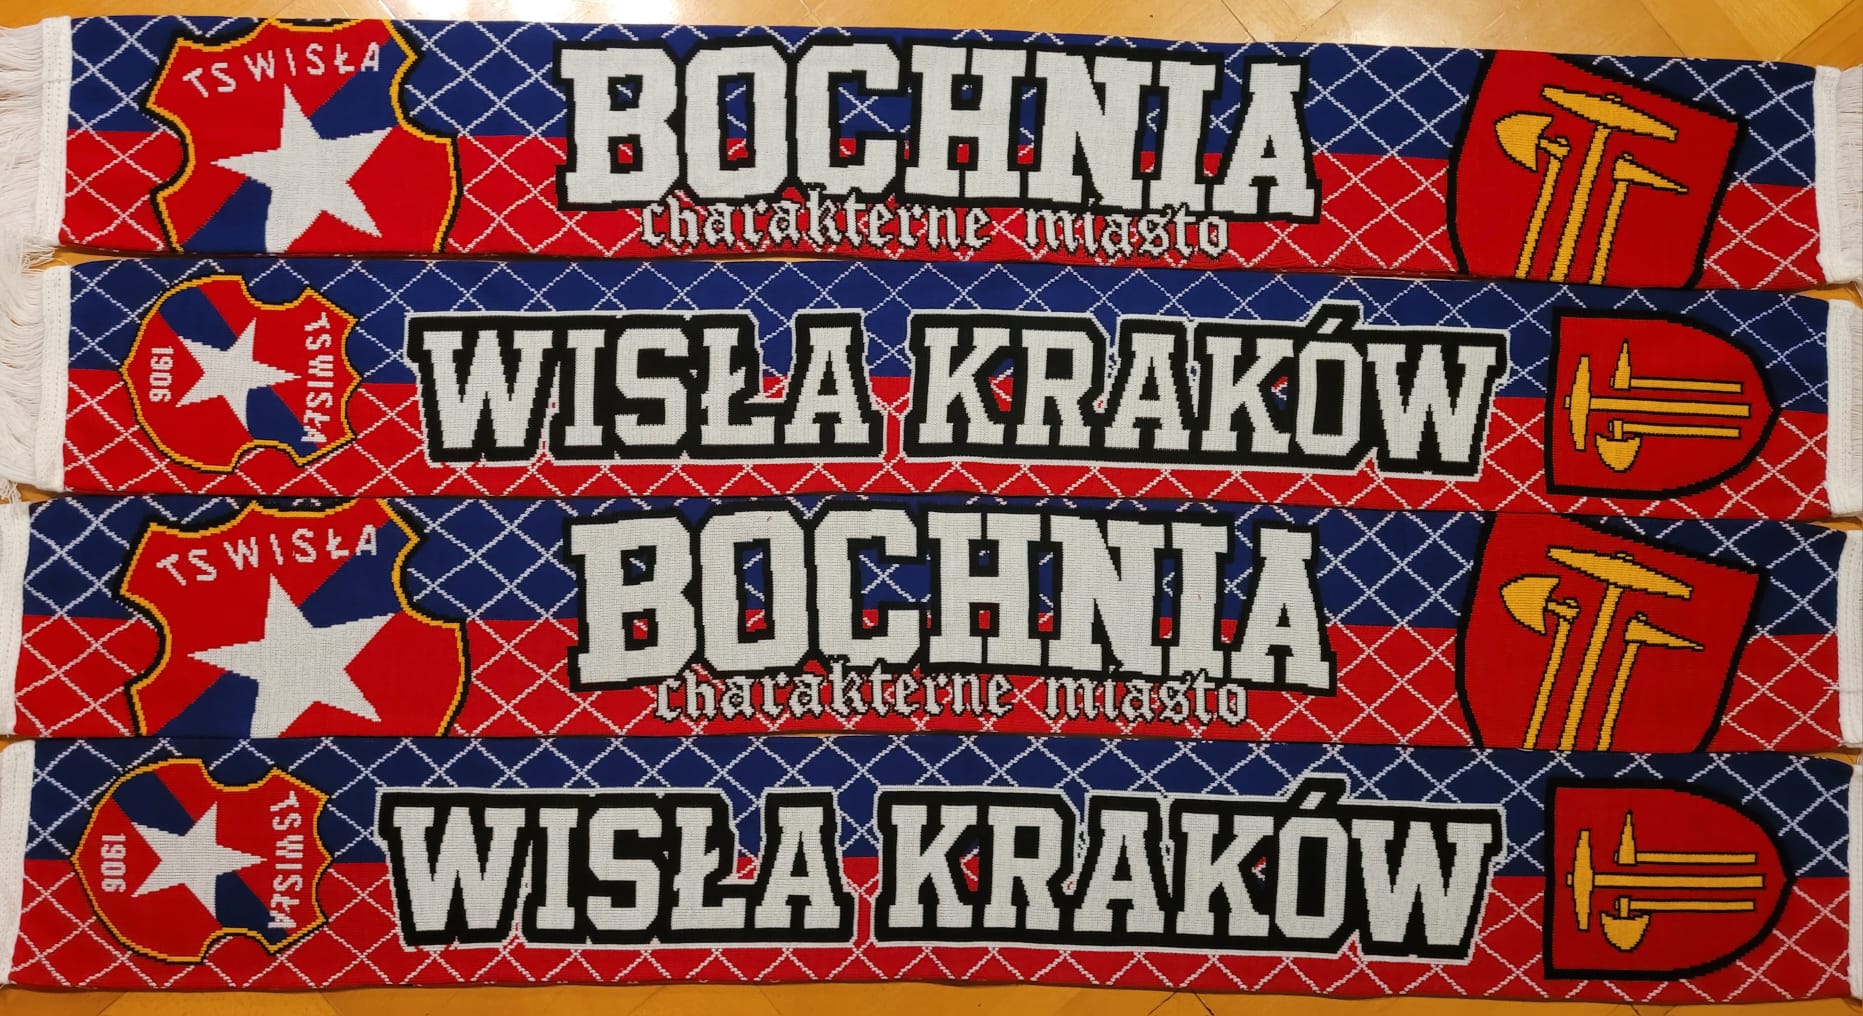 TS WISŁA
BOCHNIA
charakterne miasto
1906
TS WISŁA
WISŁA KRAKÓW
TS WISŁA
BOCHNIA
charakterne miasto
1906
TS WISŁA
WISŁA KRAKÓW